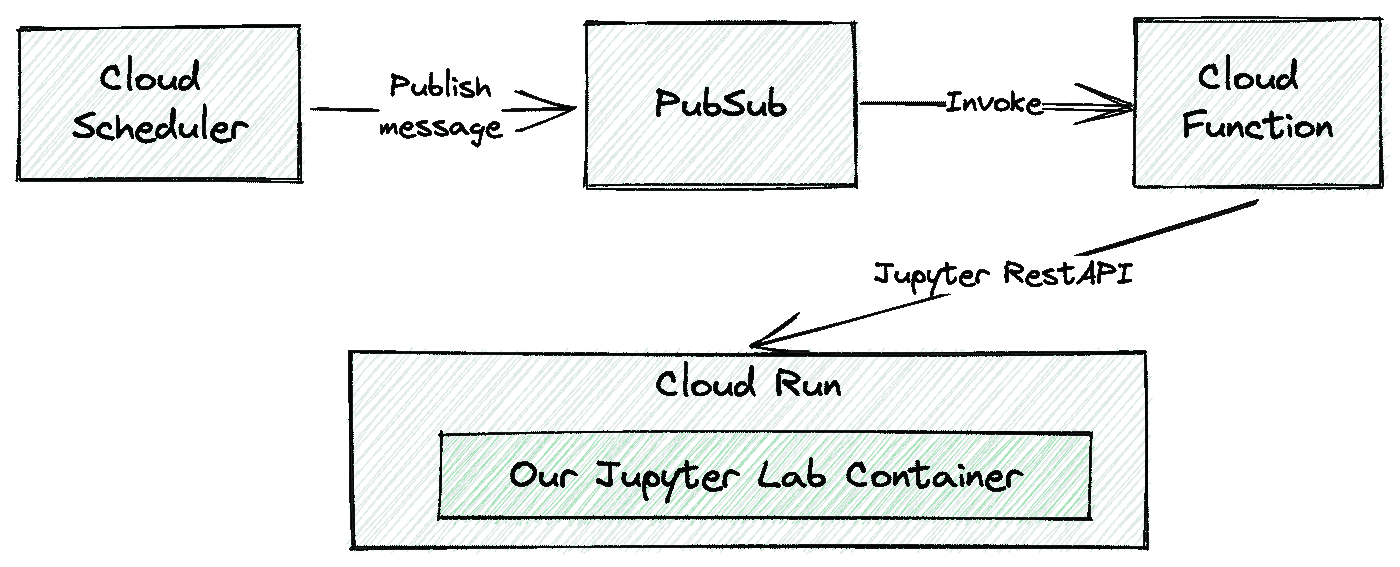 Cloud
Scheduler
Publish
message
PubSub
Invoke
Cloud
Function
Jupyter RestAPI
Cloud Run
Our Jupyter Lab Container